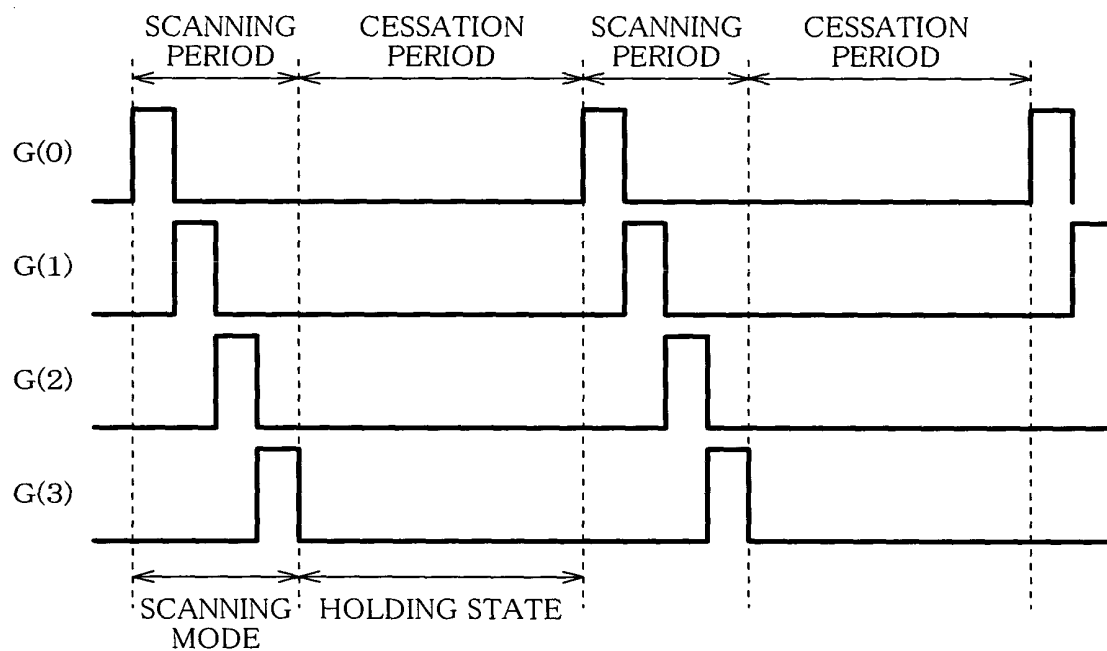 SCANNING
PERIOD
CESSATION
PERIOD
SCANNING
PERIOD
CESSATION
PERIOD
G(0)
G(1)
G(2)
G(3)
SCANNING
MODE
HOLDING STATE